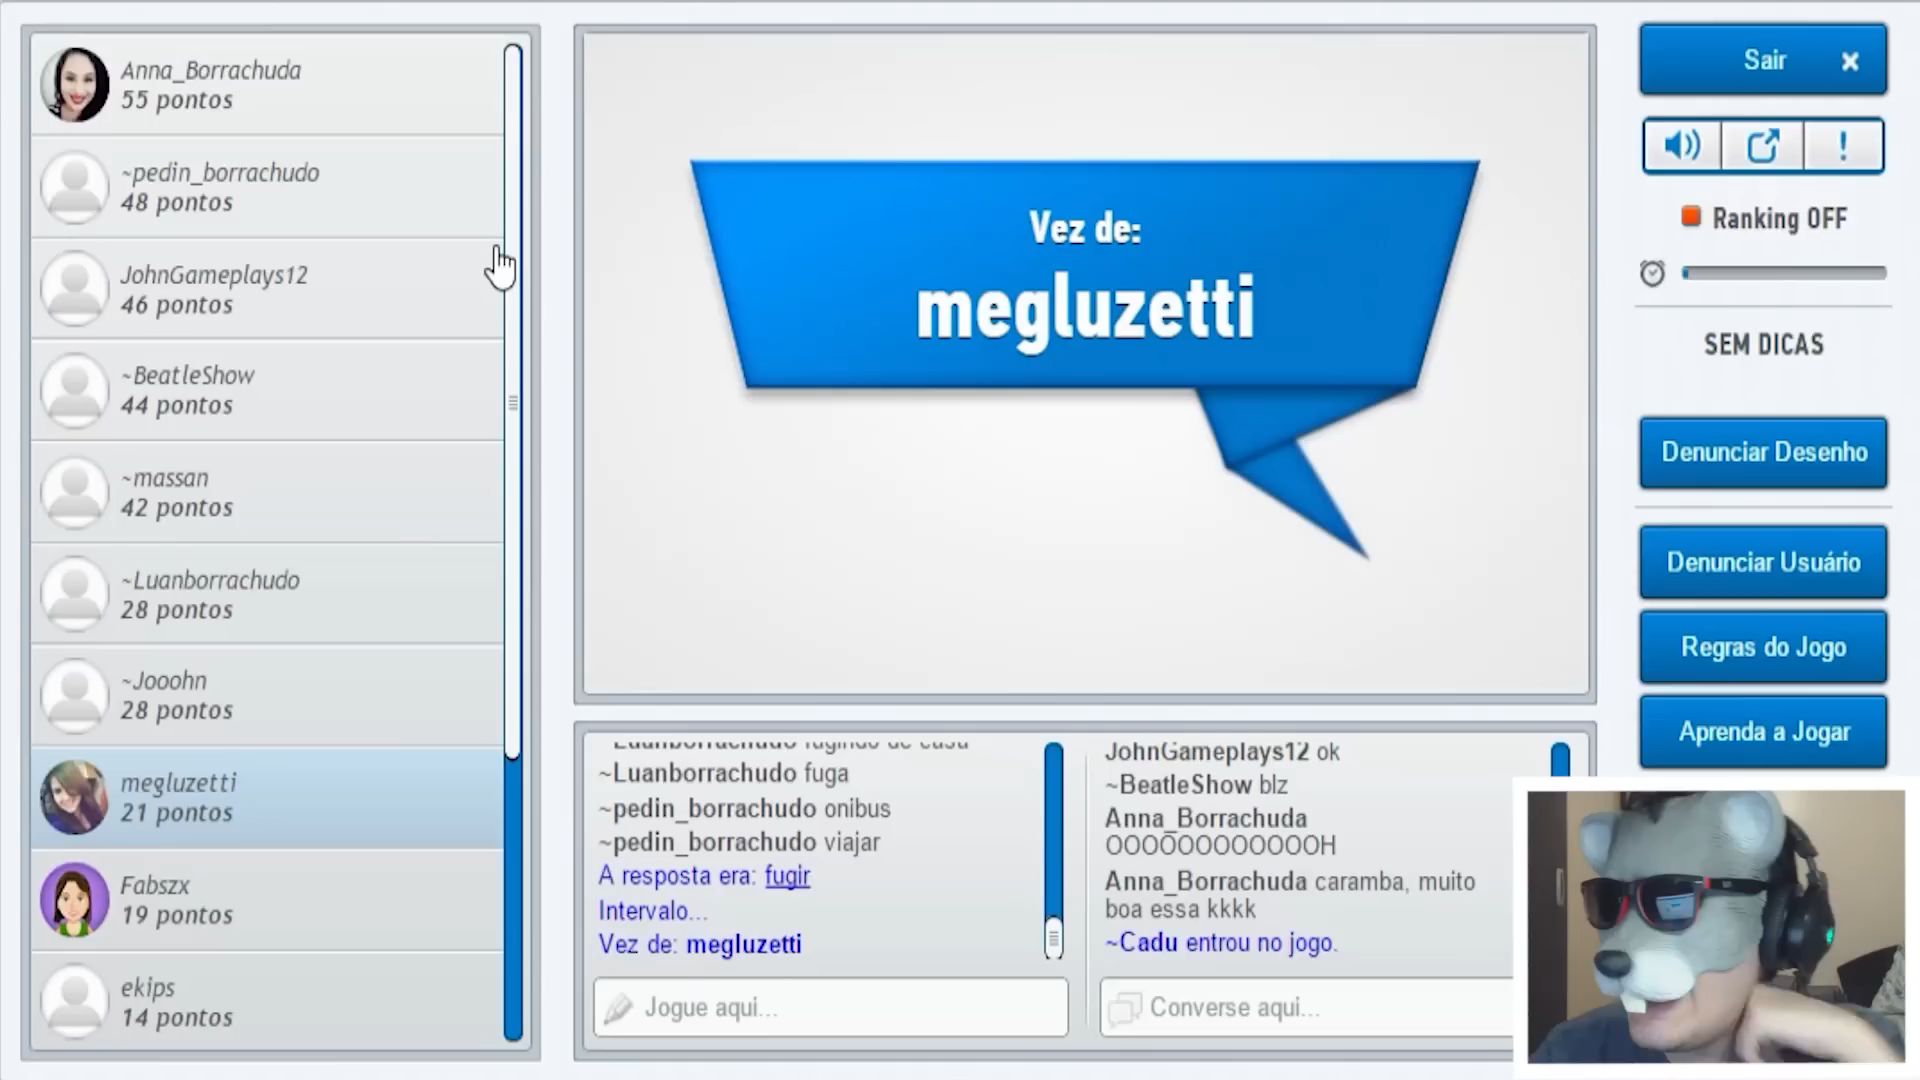 Anna_Borrachuda
55 pontos
~pedin_borrachudo
48 pontos
JohnGameplays12
46 pontos
~BeatleShow
44 pontos
~massan
42 pontos
~Luanborrachudo
28 pontos
~Jooohn
28 pontos
megluzetti
21 pontos
Fabszx
19 pontos
ekips
14 pontos
Vez de:
megluzetti
~Luanborrachudo fuga
~pedin_borrachudo onibus
~pedin_borrachudo viajar
A resposta era: fugir
Intervalo...
Vez de: megluzetti
Jogue aqui...
JohnGameplays12 ok
~BeatleShow blz
Anna_Borrachuda
OOOOOOOOOOOOH
Anna_Borrachuda caramba, muito
boa essa kkkk
~Cadu entrou no jogo.
Converse aqui...
Sair
!
Ranking OFF
SEM DICAS
Denunciar Desenho
Denunciar Usuário
Regras do Jogo
Aprenda a Jogar